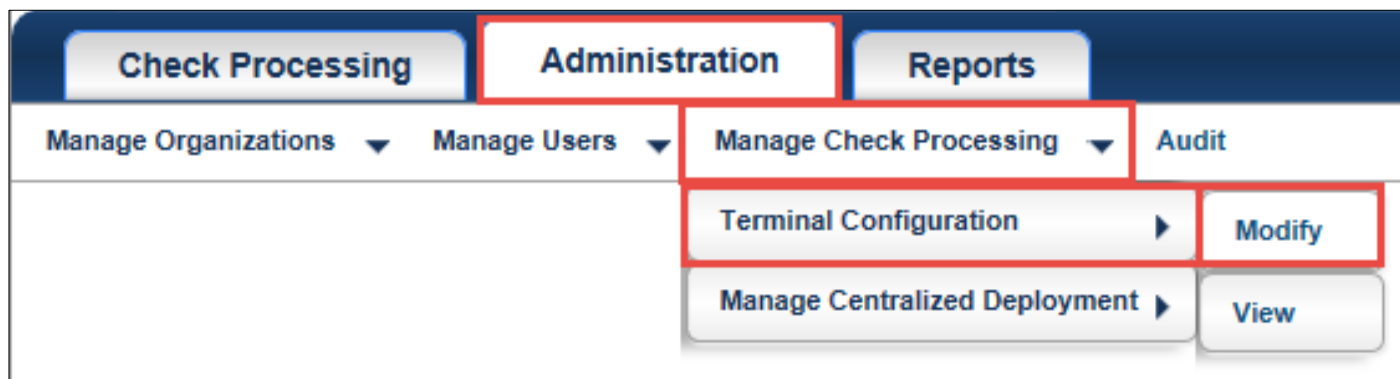 Check Processing Administration Reports
Manage Organizations Manage Users Manage Check Processing Audit
Terminal Configuration Modify
Manage Centralized Deployment View